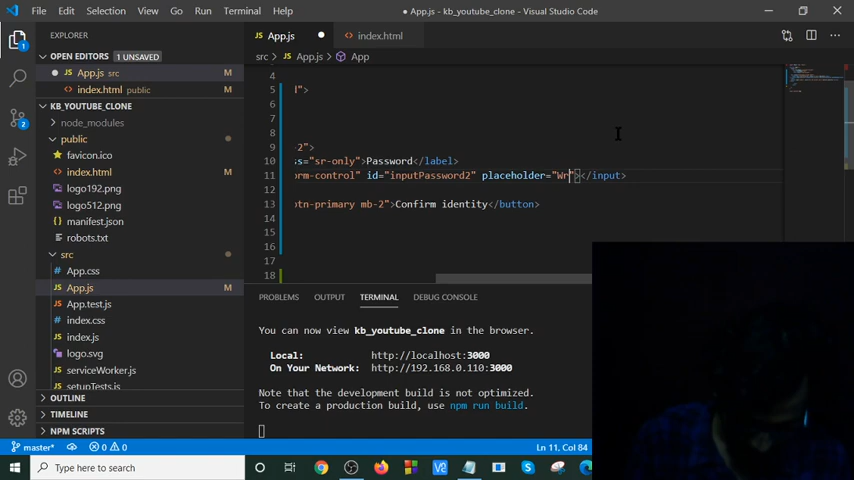 File Edit Selection View Go Run Terminal Help
● App.js - kb_youtube_clone - Visual Studio Code
EXPLORER
OPEN EDITORS 1 UNSAVED
● JS App.js src M
index.html public M
KB_YOUTUBE_CLONE
node_modules
public
favicon.ico
index.html M
logo192.png
logo512.png
manifest.json
robots.txt
src
App.css
JS App.js M
App.test.js
index.css
JS index.js
logo.svg
serviceWorker.js
setupTests.js
OUTLINE
TIMELINE
NPM SCRIPTS
JS App.js ● index.html
src > JS App.js > App
4
5 d">
6
7
8
9 -2">
10 ss="sr-only">Password</label>
11 orm-control" id="inputPassword2" placeholder="Wr"></input>
12
13 btn-primary mb-2">Confirm identity</button>
14
15
16
17
18
PROBLEMS OUTPUT TERMINAL DEBUG CONSOLE
You can now view kb_youtube_clone in the browser.
Local: http://localhost:3000
On Your Network: http://192.168.0.110:3000
Note that the development build is not optimized.
To create a production build, use npm run build.
master* 0 0 Ln 11, Col 84
Type here to search